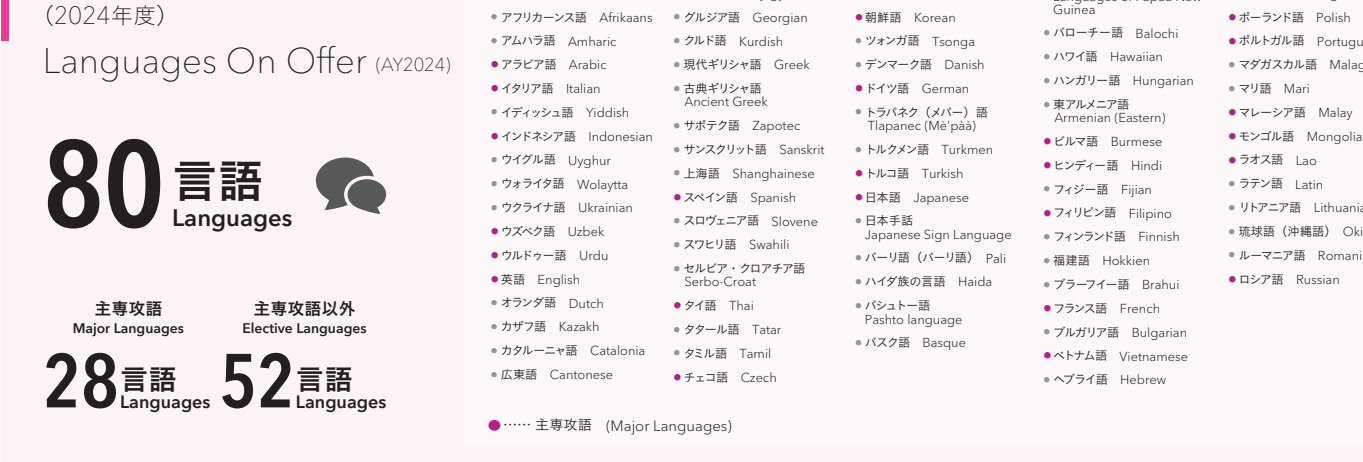 （2024年度）
Languages On Offer (AY2024)
80 言語
Languages
主専攻語
Major Languages
28 言語
Languages
主専攻語以外
Elective Languages
52 言語
Languages
アフリカーンス語 Afrikaans
アムハラ語 Amharic
アラビア語 Arabic
イタリア語 Italian
イディッシュ語 Yiddish
インドネシア語 Indonesian
ウイグル語 Uyghur
ウォライタ語 Wolaytta
ウクライナ語 Ukrainian
ウズベク語 Uzbek
ウルドゥー語 Urdu
英語 English
オランダ語 Dutch
カザフ語 Kazakh
カタルーニャ語 Catalonia
広東語 Cantonese
グルジア語 Georgian
クルド語 Kurdish
現代ギリシャ語 Greek
古典ギリシャ語
Ancient Greek
サポテク語 Zapotec
サンスクリット語 Sanskrit
上海語 Shanghainese
スペイン語 Spanish
スロヴェニア語 Slovene
スワヒリ語 Swahili
セルビア・クロアチア語
Serbo-Croat
タイ語 Thai
タタール語 Tatar
タミル語 Tamil
チェコ語 Czech
朝鮮語 Korean
ツォンガ語 Tsonga
デンマーク語 Danish
ドイツ語 German
トラパネク（メパー）語
Tlapanec (Mè'pàà)
トルクメン語 Turkmen
トルコ語 Turkish
日本語 Japanese
日本手話
Japanese Sign Language
パーリ語（バーリ語） Pali
ハイダ族の言語 Haida
パシュトー語
Pashto language
バスク語 Basque
Guinea
バローチー語 Balochi
ハワイ語 Hawaiian
ハンガリー語 Hungarian
東アルメニア語
Armenian (Eastern)
ビルマ語 Burmese
ヒンディー語 Hindi
フィジー語 Fijian
フィリピン語 Filipino
フィンランド語 Finnish
福建語 Hokkien
ブラーフイー語 Brahui
フランス語 French
ブルガリア語 Bulgarian
ベトナム語 Vietnamese
ヘブライ語 Hebrew
ポーランド語 Polish
ポルトガル語 Portugu
マダガスカル語 Malag
マリ語 Mari
マレーシア語 Malay
モンゴル語 Mongolia
ラオス語 Lao
ラテン語 Latin
リトアニア語 Lithuania
琉球語（沖縄語） Oki
ルーマニア語 Romani
ロシア語 Russian
●…… 主専攻語 (Major Languages)